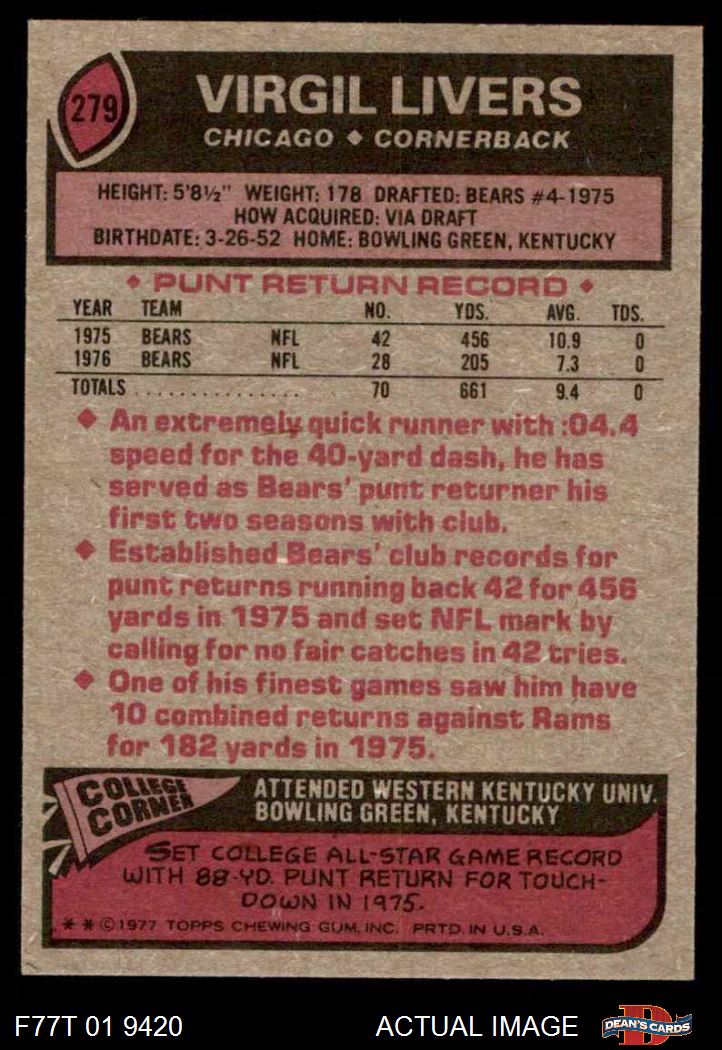 279
VIRGIL LIVERS
CHICAGO ◆ CORNERBACK
HEIGHT: 5'8½" WEIGHT: 178 DRAFTED: BEARS #4-1975
HOW ACQUIRED: VIA DRAFT
BIRTHDATE: 3-26-52 HOME: BOWLING GREEN, KENTUCKY
◆ PUNT RETURN RECORD ◆
YEAR TEAM NO. YDS. AVG. TDS.
1975 BEARS NFL 42 456 10.9 0
1976 BEARS NFL 28 205 7.3 0
TOTALS . . . . . . . . . . . . . . . . 70 661 9.4 0
◆ An extremely quick runner with :04.4
speed for the 40-yard dash, he has
served as Bears' punt returner his
first two seasons with club.
◆ Established Bears' club records for
punt returns running back 42 for 456
yards in 1975 and set NFL mark by
calling for no fair catches in 42 tries.
◆ One of his finest games saw him have
10 combined returns against Rams
for 182 yards in 1975.
COLLEGE
CORNER
ATTENDED WESTERN KENTUCKY UNIV.
BOWLING GREEN, KENTUCKY
SET COLLEGE ALL-STAR GAME RECORD
WITH 88-YD. PUNT RETURN FOR TOUCH-
DOWN IN 1975.
* * © 1977 TOPPS CHEWING GUM, INC. PRTD. IN U.S.A.
F77T 01 9420
ACTUAL IMAGE
D
DEAN'S CARDS